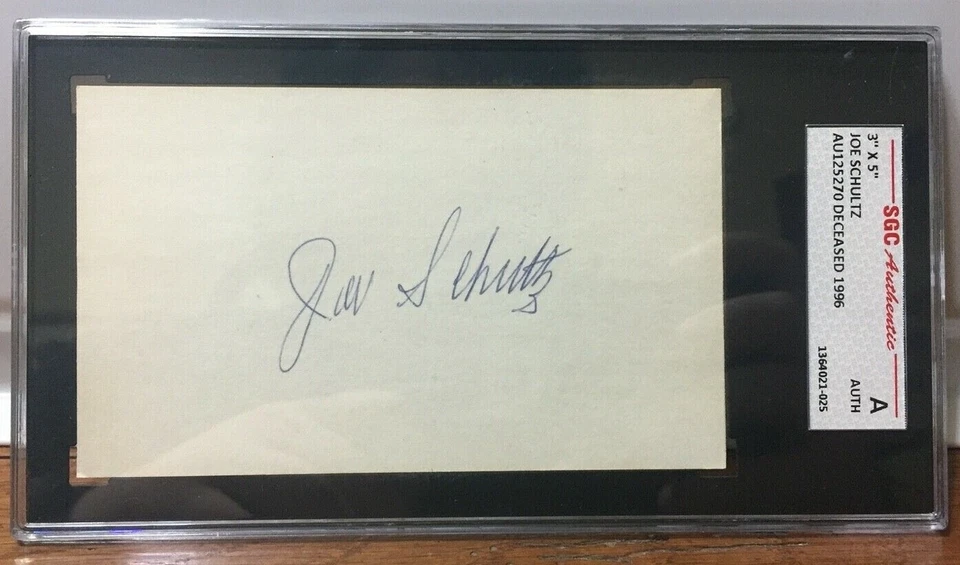 Joe Schultz
SGC Authentic
3" X 5"
JOE SCHULTZ
AU125270 DECEASED 1996
A
AUTH
1364021-025